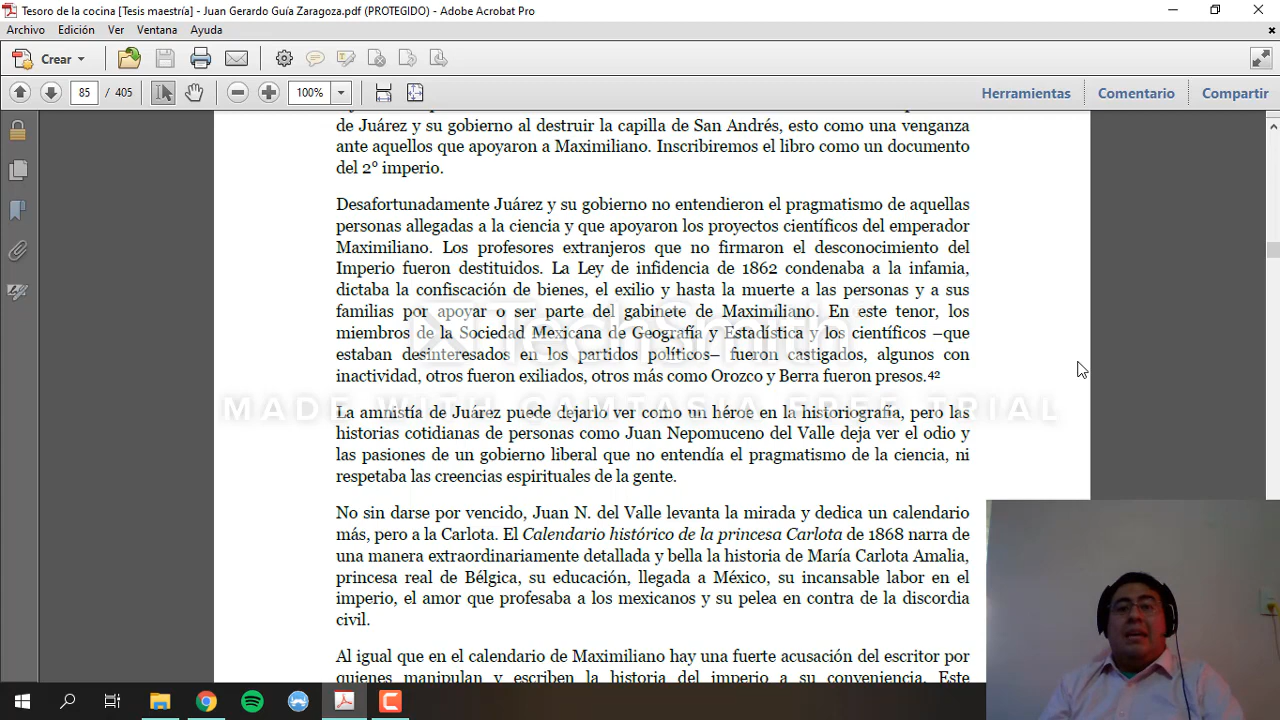 Tesoro de la cocina [Tesis maestría] - Juan Gerardo Guía Zaragoza.pdf (PROTEGIDO) - Adobe Acrobat Pro
Archivo Edición Ver Ventana Ayuda
Crear
85 / 405 100% Herramientas Comentario Compartir
de Juárez y su gobierno al destruir la capilla de San Andrés, esto como una venganza
ante aquellos que apoyaron a Maximiliano. Inscribiremos el libro como un documento
del 2° imperio.
Desafortunadamente Juárez y su gobierno no entendieron el pragmatismo de aquellas
personas allegadas a la ciencia y que apoyaron los proyectos científicos del emperador
Maximiliano. Los profesores extranjeros que no firmaron el desconocimiento del
Imperio fueron destituidos. La Ley de infidencia de 1862 condenaba a la infamia,
dictaba la confiscación de bienes, el exilio y hasta la muerte a las personas y a sus
familias por apoyar o ser parte del gabinete de Maximiliano. En este tenor, los
miembros de la Sociedad Mexicana de Geografía y Estadística y los científicos –que
estaban desinteresados en los partidos políticos– fueron castigados, algunos con
inactividad, otros fueron exiliados, otros más como Orozco y Berra fueron presos.42
TechSmith
MADE WITH CAMTASIA FREE TRIAL
La amnistía de Juárez puede dejarlo ver como un héroe en la historiografía, pero las
historias cotidianas de personas como Juan Nepomuceno del Valle deja ver el odio y
las pasiones de un gobierno liberal que no entendía el pragmatismo de la ciencia, ni
respetaba las creencias espirituales de la gente.
No sin darse por vencido, Juan N. del Valle levanta la mirada y dedica un calendario
más, pero a la Carlota. El Calendario histórico de la princesa Carlota de 1868 narra de
una manera extraordinariamente detallada y bella la historia de María Carlota Amalia,
princesa real de Bélgica, su educación, llegada a México, su incansable labor en el
imperio, el amor que profesaba a los mexicanos y su pelea en contra de la discordia
civil.
Al igual que en el calendario de Maximiliano hay una fuerte acusación del escritor por
quienes manipulan y escriben la historia del imperio a su conveniencia. Este